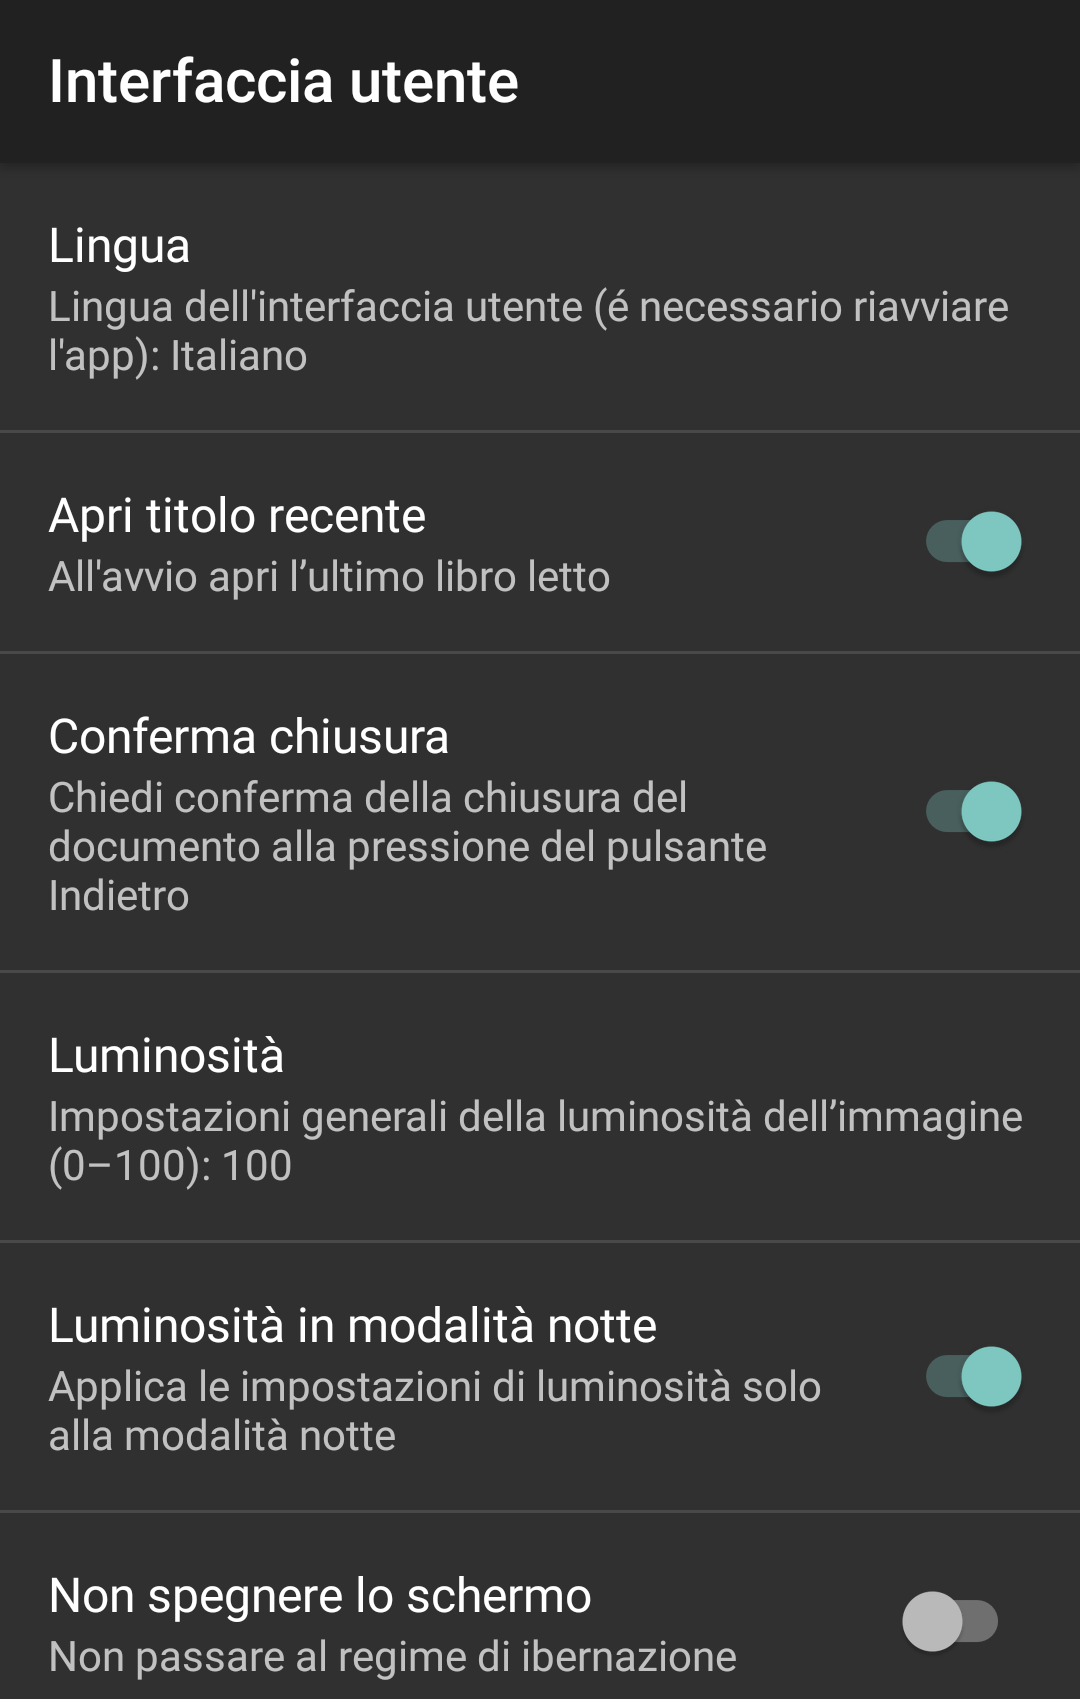 Interfaccia utente
Lingua
Lingua dell'interfaccia utente (é necessario riavviare
l'app): Italiano
Apri titolo recente
All'avvio apri l’ultimo libro letto
Conferma chiusura
Chiedi conferma della chiusura del
documento alla pressione del pulsante
Indietro
Luminosità
Impostazioni generali della luminosità dell’immagine
(0–100): 100
Luminosità in modalità notte
Applica le impostazioni di luminosità solo
alla modalità notte
Non spegnere lo schermo
Non passare al regime di ibernazione